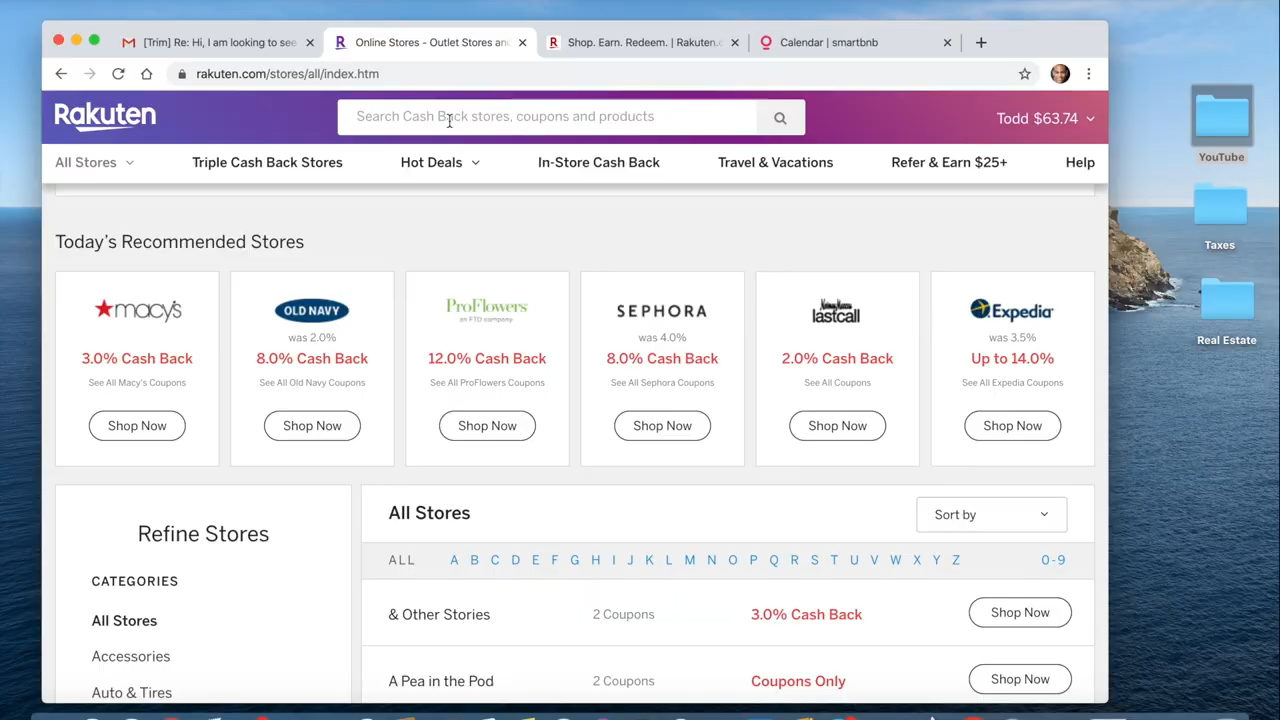 [Trim] Re: Hi, I am looking to see
Online Stores - Outlet Stores an
Shop. Earn. Redeem. | Rakuten.c
Calendar | smartbnb
rakuten.com/stores/all/index.htm
Rakuten
Search Cash Back stores, coupons and products
Todd $63.74
All Stores
Triple Cash Back Stores
Hot Deals
In-Store Cash Back
Travel & Vacations
Refer & Earn $25+
Help
YouTube
Taxes
Real Estate
Today's Recommended Stores
macy's
3.0% Cash Back
See All Macy's Coupons
Shop Now
OLD NAVY
was 2.0%
8.0% Cash Back
See All Old Navy Coupons
Shop Now
ProFlowers
an FTD company
12.0% Cash Back
See All ProFlowers Coupons
Shop Now
SEPHORA
was 4.0%
8.0% Cash Back
See All Sephora Coupons
Shop Now
Neiman Marcus
lastcall
2.0% Cash Back
See All Coupons
Shop Now
Expedia
was 3.5%
Up to 14.0%
See All Expedia Coupons
Shop Now
Refine Stores
CATEGORIES
All Stores
Accessories
Auto & Tires
All Stores
Sort by
ALL A B C D E F G H I J K L M N O P Q R S T U V W X Y Z 0-9
& Other Stories 2 Coupons 3.0% Cash Back Shop Now
A Pea in the Pod 2 Coupons Coupons Only Shop Now